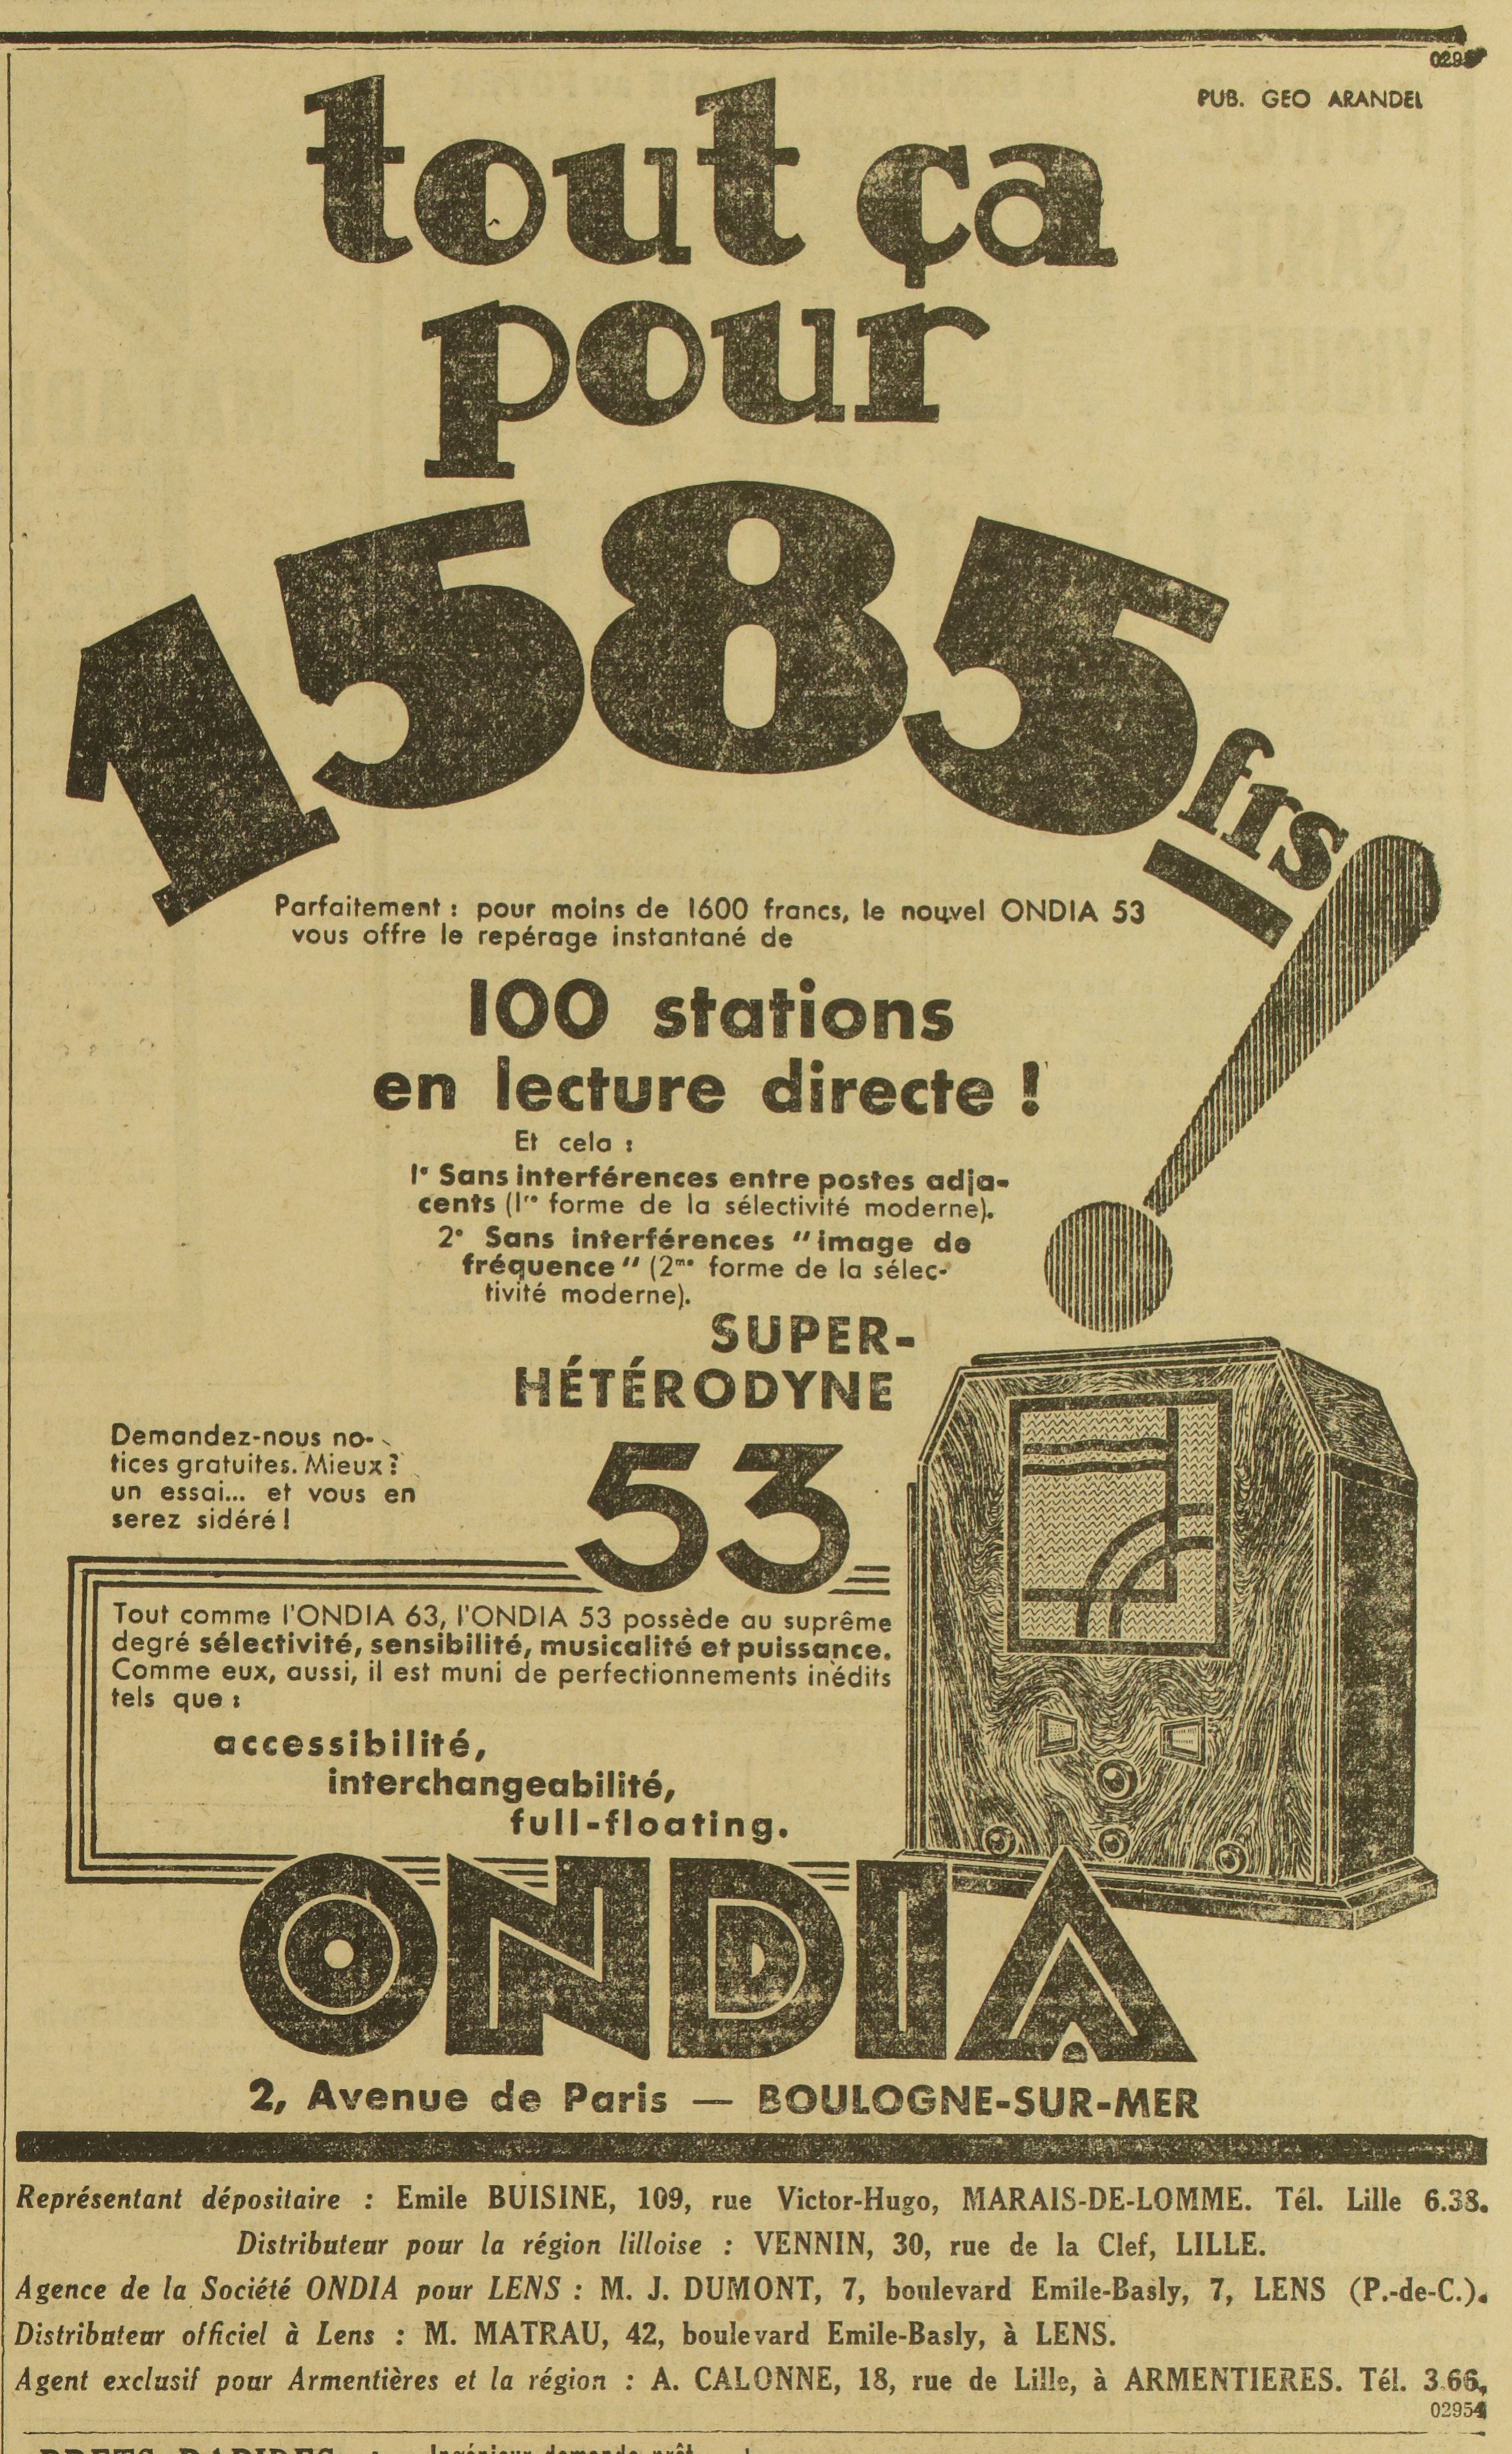 PUB. GEO ARANDEL
tout ça
pour
1585 frs!
Parfaitement : pour moins de 1600 francs, le nouvel ONDIA 53
vous offre le repérage instantané de
100 stations
en lecture directe !
Et cela :
1° Sans interférences entre postes adja-
cents (1re forme de la sélectivité moderne).
2° Sans interférences "image de
fréquence" (2me forme de la sélec-
tivité moderne).
SUPER-
HÉTÉRODYNE
53
Demandez-nous no-
tices gratuites. Mieux ?
un essai... et vous en
serez sidéré !
Tout comme l'ONDIA 63, l'ONDIA 53 possède au suprême
degré sélectivité, sensibilité, musicalité et puissance.
Comme eux, aussi, il est muni de perfectionnements inédits
tels que :
accessibilité,
interchangeabilité,
full-floating.
ONDIA
2, Avenue de Paris — BOULOGNE-SUR-MER
Représentant dépositaire : Emile BUISINE, 109, rue Victor-Hugo, MARAIS-DE-LOMME. Tél. Lille 6.38.
Distributeur pour la région lilloise : VENNIN, 30, rue de la Clef, LILLE.
Agence de la Société ONDIA pour LENS : M. J. DUMONT, 7, boulevard Emile-Basly, 7, LENS (P.-de-C.).
Distributeur officiel à Lens : M. MATRAU, 42, boulevard Emile-Basly, à LENS.
Agent exclusif pour Armentières et la région : A. CALONNE, 18, rue de Lille, à ARMENTIERES. Tél. 3.66,
02954